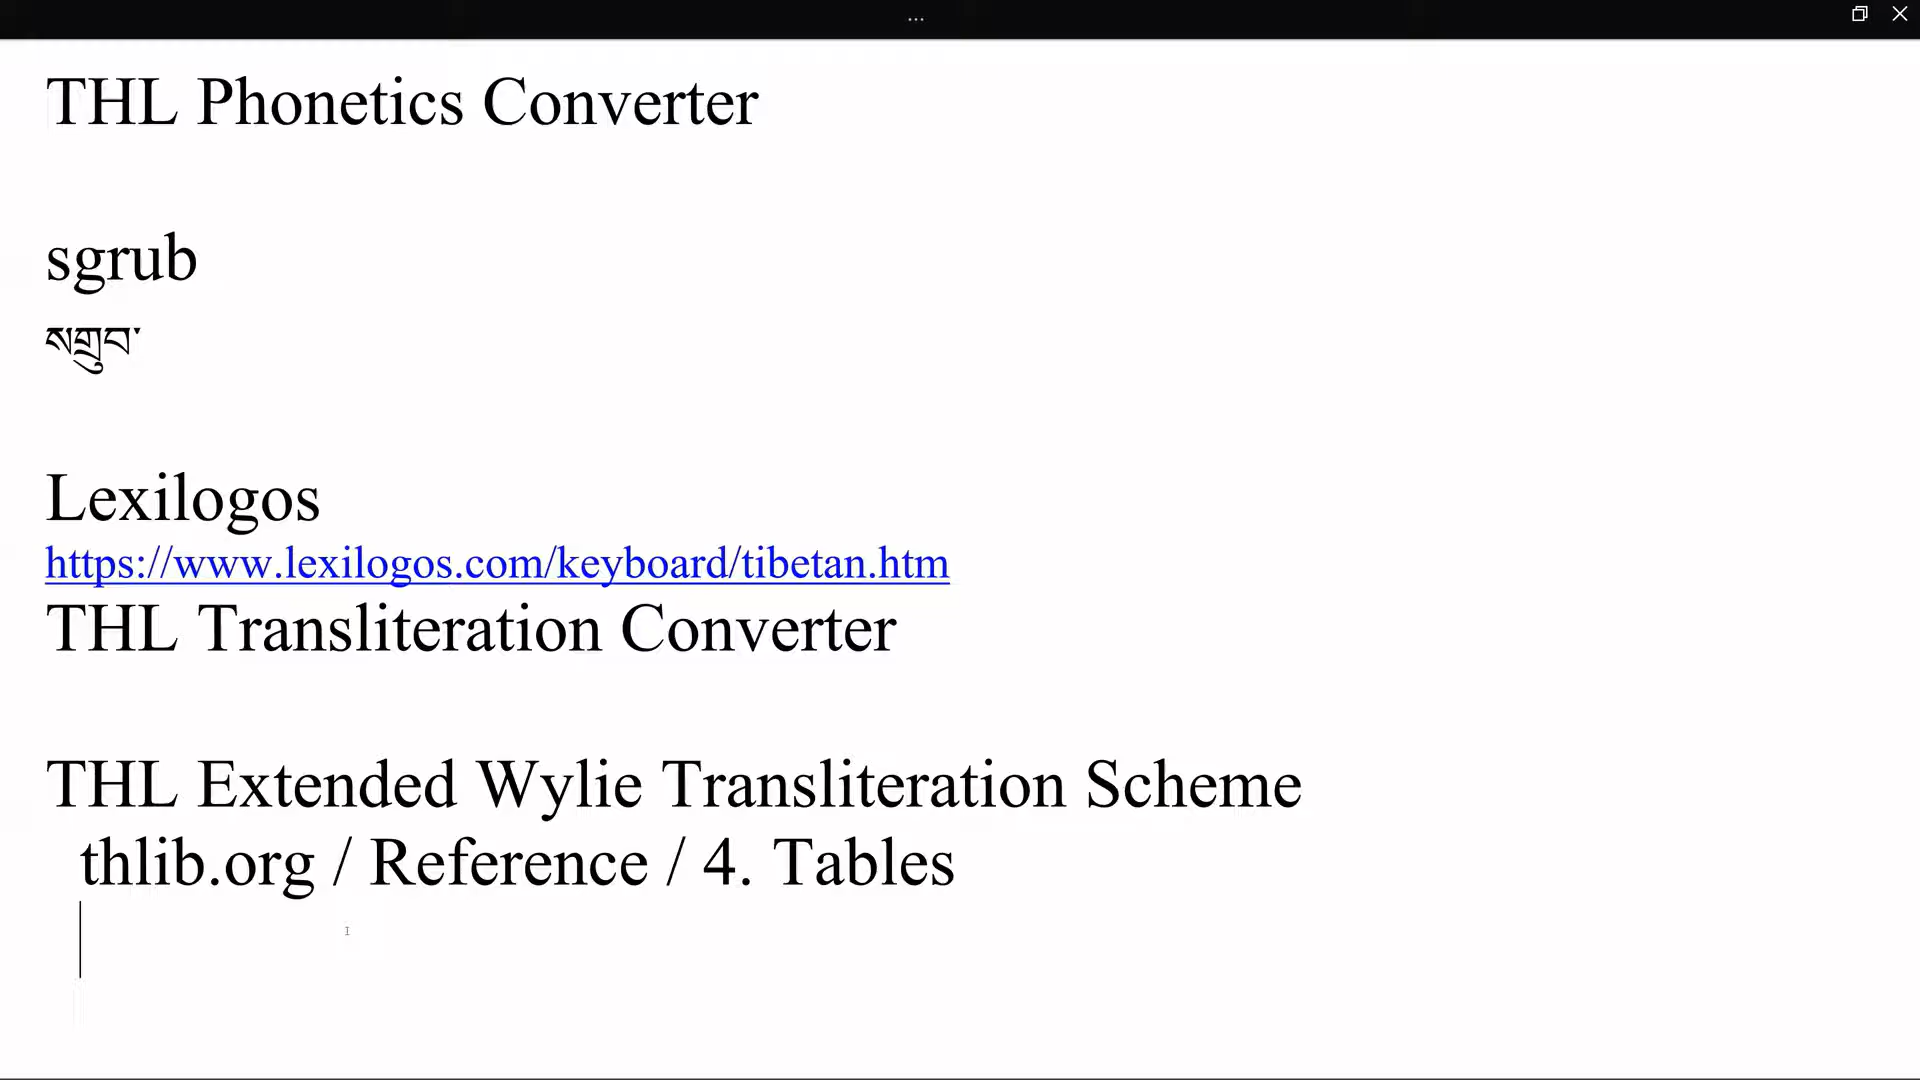 THL Phonetics Converter
sgrub
སགྲུབ་
Lexilogos
https://www.lexilogos.com/keyboard/tibetan.htm
THL Transliteration Converter
THL Extended Wylie Transliteration Scheme
thlib.org / Reference / 4. Tables